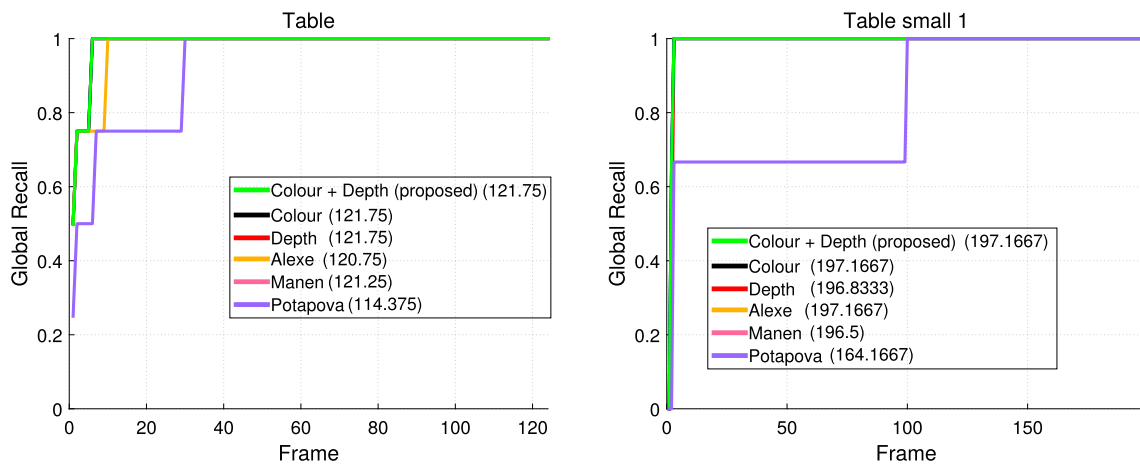 Table
1
0.8
0.6
0.4
0.2
0
Global Recall
0 20 40 60 80 100 120
Frame
Colour + Depth (proposed) (121.75)
Colour (121.75)
Depth (121.75)
Alexe (120.75)
Manen (121.25)
Potapova (114.375)
Table small 1
1
0.8
0.6
0.4
0.2
0
Global Recall
0 50 100 150
Frame
Colour + Depth (proposed) (197.1667)
Colour (197.1667)
Depth (196.8333)
Alexe (197.1667)
Manen (196.5)
Potapova (164.1667)